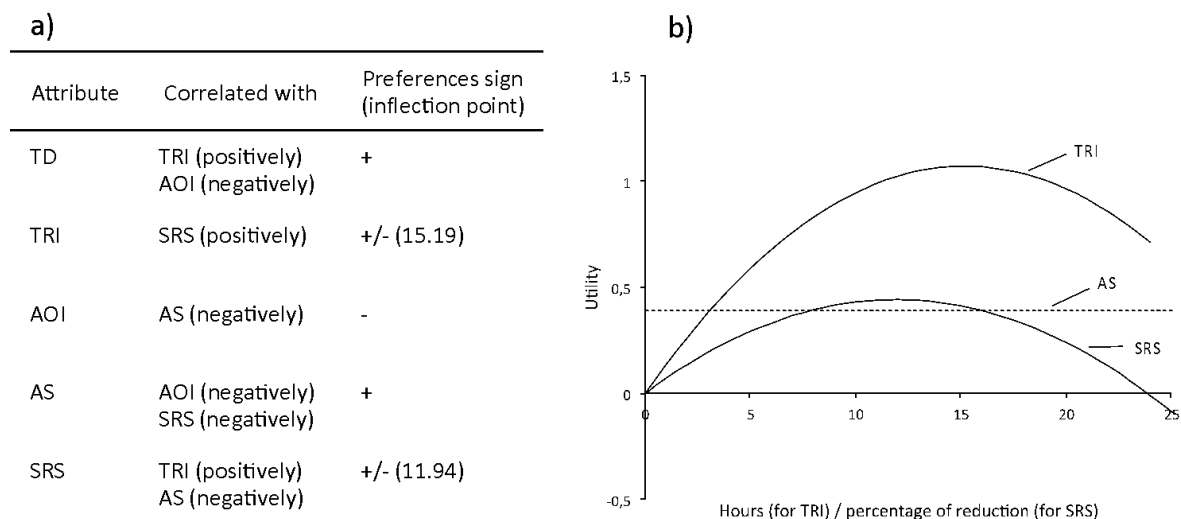 a)
Attribute Correlated with Preferences sign
(inflection point)
TD TRI (positively) +
AOI (negatively)
TRI SRS (positively) +/- (15.19)
AOI AS (negatively) -
AS AOI (negatively) +
SRS (negatively)
SRS TRI (positively) +/- (11.94)
AS (negatively)
b)
1,5
1
0,5
0
-0,5
Utility
TRI
AS
SRS
0 5 10 15 20 25
Hours (for TRI) / percentage of reduction (for SRS)